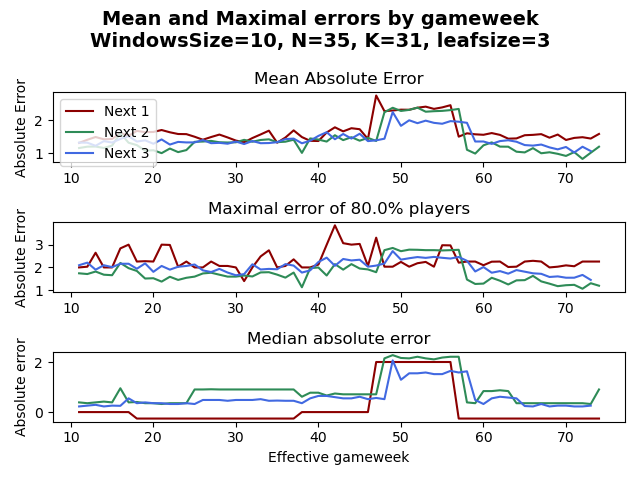 Mean and Maximal errors by gameweek
WindowsSize=10, N=35, K=31, leafsize=3
Mean Absolute Error
Absolute Error
2
1
Next 1
Next 2
Next 3
10 20 30 40 50 60 70
Maximal error of 80.0% players
Absolute Error
3
2
1
10 20 30 40 50 60 70
Median absolute error
Absolute error
2
0
10 20 30 40 50 60 70
Effective gameweek